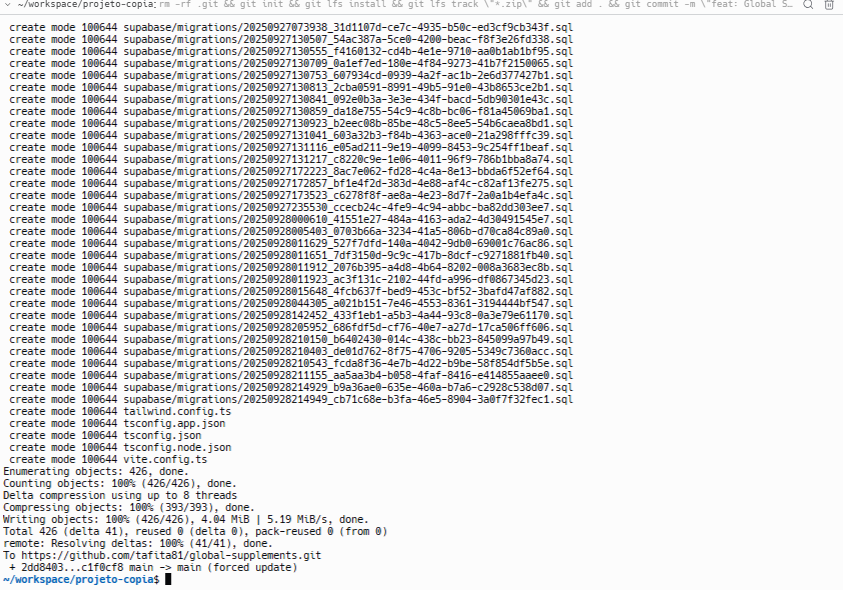 ~/workspace/projeto-copia: rm -rf .git && git init && git lfs install && git lfs track \"*.zip\" && git add . && git commit -m \"feat: Global S…
create mode 100644 supabase/migrations/20250927073938_31d1107d-ce7c-4935-b50c-ed3cf9cb343f.sql
create mode 100644 supabase/migrations/20250927130507_54ac387a-5ce0-4200-beac-f8f3e26fd338.sql
create mode 100644 supabase/migrations/20250927130555_f4160132-cd4b-4e1e-9710-aa0b1ab1bf95.sql
create mode 100644 supabase/migrations/20250927130709_0a1ef7ed-180e-4f84-9273-41b7f2150065.sql
create mode 100644 supabase/migrations/20250927130753_607934cd-0939-4a2f-ac1b-2e6d377427b1.sql
create mode 100644 supabase/migrations/20250927130813_2cba0591-8991-49b5-91e0-43b8653ce2b1.sql
create mode 100644 supabase/migrations/20250927130841_092e0b3a-3e3e-434f-bacd-5db90301e43c.sql
create mode 100644 supabase/migrations/20250927130859_da18e755-54c9-4c8b-bc06-f81a45069ba1.sql
create mode 100644 supabase/migrations/20250927130923_b2eec08b-85be-48c5-8ee5-54b6caea8bd1.sql
create mode 100644 supabase/migrations/20250927131041_603a32b3-f84b-4363-ace0-21a298fffc39.sql
create mode 100644 supabase/migrations/20250927131116_e05ad211-9e19-4099-8453-9c254ff1beaf.sql
create mode 100644 supabase/migrations/20250927131217_c8220c9e-1e06-4011-96f9-786b1bba8a74.sql
create mode 100644 supabase/migrations/20250927172223_8ac7e062-fd28-4c4a-8e13-bbda6f52ef64.sql
create mode 100644 supabase/migrations/20250927172857_bf1e4f2d-383d-4e88-af4c-c82af13fe275.sql
create mode 100644 supabase/migrations/20250927173523_c6278f8f-ae8a-4e23-8d7f-2a0a1b4efa4c.sql
create mode 100644 supabase/migrations/20250927235530_ccecb24c-4fe9-4c94-abbc-ba82dd303ee7.sql
create mode 100644 supabase/migrations/20250928000610_41551e27-484a-4163-ada2-4d30491545e7.sql
create mode 100644 supabase/migrations/20250928005403_0703b66a-3234-41a5-806b-d70ca84c89a0.sql
create mode 100644 supabase/migrations/20250928011629_527f7dfd-140a-4042-9db0-69001c76ac86.sql
create mode 100644 supabase/migrations/20250928011651_7df3150d-9c9c-417b-8dcf-c9271881fb40.sql
create mode 100644 supabase/migrations/20250928011912_2076b395-a4d8-4b64-8202-008a3683ec8b.sql
create mode 100644 supabase/migrations/20250928011923_ac3f131c-2102-44fd-a996-df0867345d23.sql
create mode 100644 supabase/migrations/20250928015648_4fcb637f-bed9-453c-bf52-3bafd47af882.sql
create mode 100644 supabase/migrations/20250928044305_a021b151-7e46-4553-8361-3194444bf547.sql
create mode 100644 supabase/migrations/20250928142452_433f1eb1-a5b3-4a44-93c8-0a3e79e61170.sql
create mode 100644 supabase/migrations/20250928205952_686fdf5d-cf76-40e7-a27d-17ca506ff606.sql
create mode 100644 supabase/migrations/20250928210150_b6402430-014c-438c-bb23-845099a97b49.sql
create mode 100644 supabase/migrations/20250928210403_de01d762-8f75-4706-9205-5349c7360acc.sql
create mode 100644 supabase/migrations/20250928210543_fcda8f36-4e7b-4d22-b9be-58f854df5b5e.sql
create mode 100644 supabase/migrations/20250928211155_aa5aa3b4-b058-4faf-8416-e414855aaee0.sql
create mode 100644 supabase/migrations/20250928214929_b9a36ae0-635e-460a-b7a6-c2928c538d07.sql
create mode 100644 supabase/migrations/20250928214949_cb71c68e-b3fa-46e5-8904-3a0f7f32fec1.sql
create mode 100644 tailwind.config.ts
create mode 100644 tsconfig.app.json
create mode 100644 tsconfig.json
create mode 100644 tsconfig.node.json
create mode 100644 vite.config.ts
Enumerating objects: 426, done.
Counting objects: 100% (426/426), done.
Delta compression using up to 8 threads
Compressing objects: 100% (393/393), done.
Writing objects: 100% (426/426), 4.04 MiB | 5.19 MiB/s, done.
Total 426 (delta 41), reused 0 (delta 0), pack-reused 0 (from 0)
remote: Resolving deltas: 100% (41/41), done.
To https://github.com/tafita81/global-supplements.git
+ 2dd8403...c1f0cf8 main -> main (forced update)
~/workspace/projeto-copia$